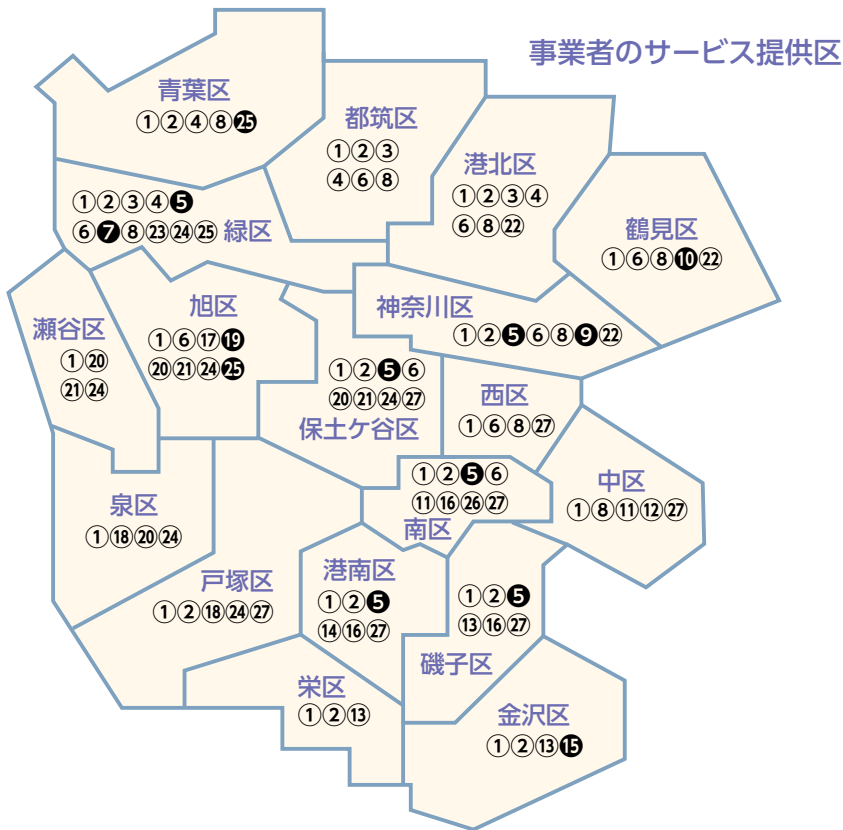 事業者のサービス提供区
青葉区
①②④⑧㉕
都筑区
①②③
④⑥⑧
港北区
①②③④
⑥⑧㉒
鶴見区
①⑥⑧❿㉒
①②③④❺
⑥❼⑧㉓㉔㉕ 緑区
神奈川区
①②❺⑥⑧❾㉒
瀬谷区
①⑳
㉑㉔
旭区
①⑥⑰⓳
⑳㉑㉔㉕
①②❺⑥
⑳㉑㉔㉗
保土ケ谷区
西区
①⑥⑧㉗
中区
①⑧⑪⑫㉗
①②❺⑥
⑪⑯㉖㉗
南区
泉区
①⑱⑳㉔
戸塚区
①②⑱㉔㉗
港南区
①②❺
⑭⑯㉗
①②❺
⑬⑯㉗
磯子区
栄区
①②⑬
金沢区
①②⑬⓯